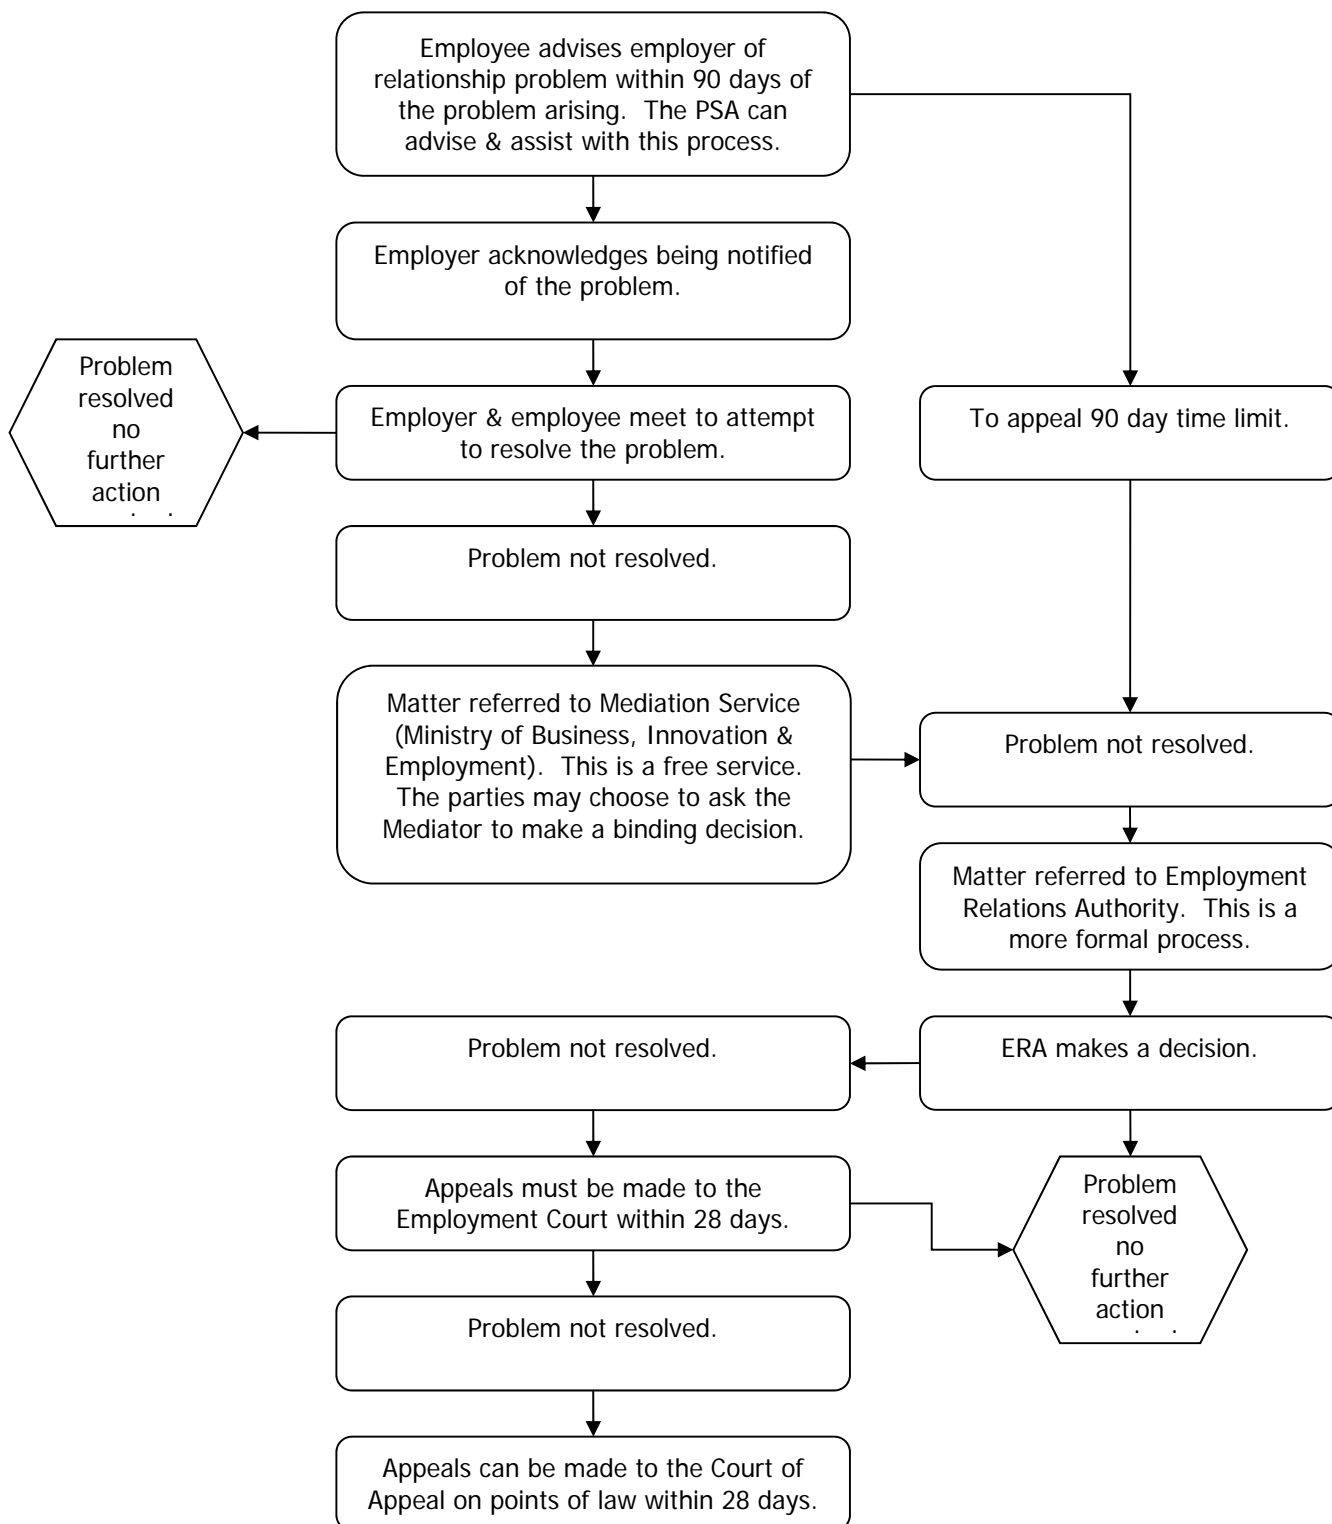 Employee advises employer of
relationship problem within 90 days of
the problem arising. The PSA can
advise & assist with this process.
Employer acknowledges being notified
of the problem.
Problem
resolved
no
further
action
Employer & employee meet to attempt
to resolve the problem.
To appeal 90 day time limit.
Problem not resolved.
Matter referred to Mediation Service
(Ministry of Business, Innovation &
Employment). This is a free service.
The parties may choose to ask the
Mediator to make a binding decision.
Problem not resolved.
Matter referred to Employment
Relations Authority. This is a
more formal process.
ERA makes a decision.
Problem not resolved.
Appeals must be made to the
Employment Court within 28 days.
Problem
resolved
no
further
action
Problem not resolved.
Appeals can be made to the Court of
Appeal on points of law within 28 days.